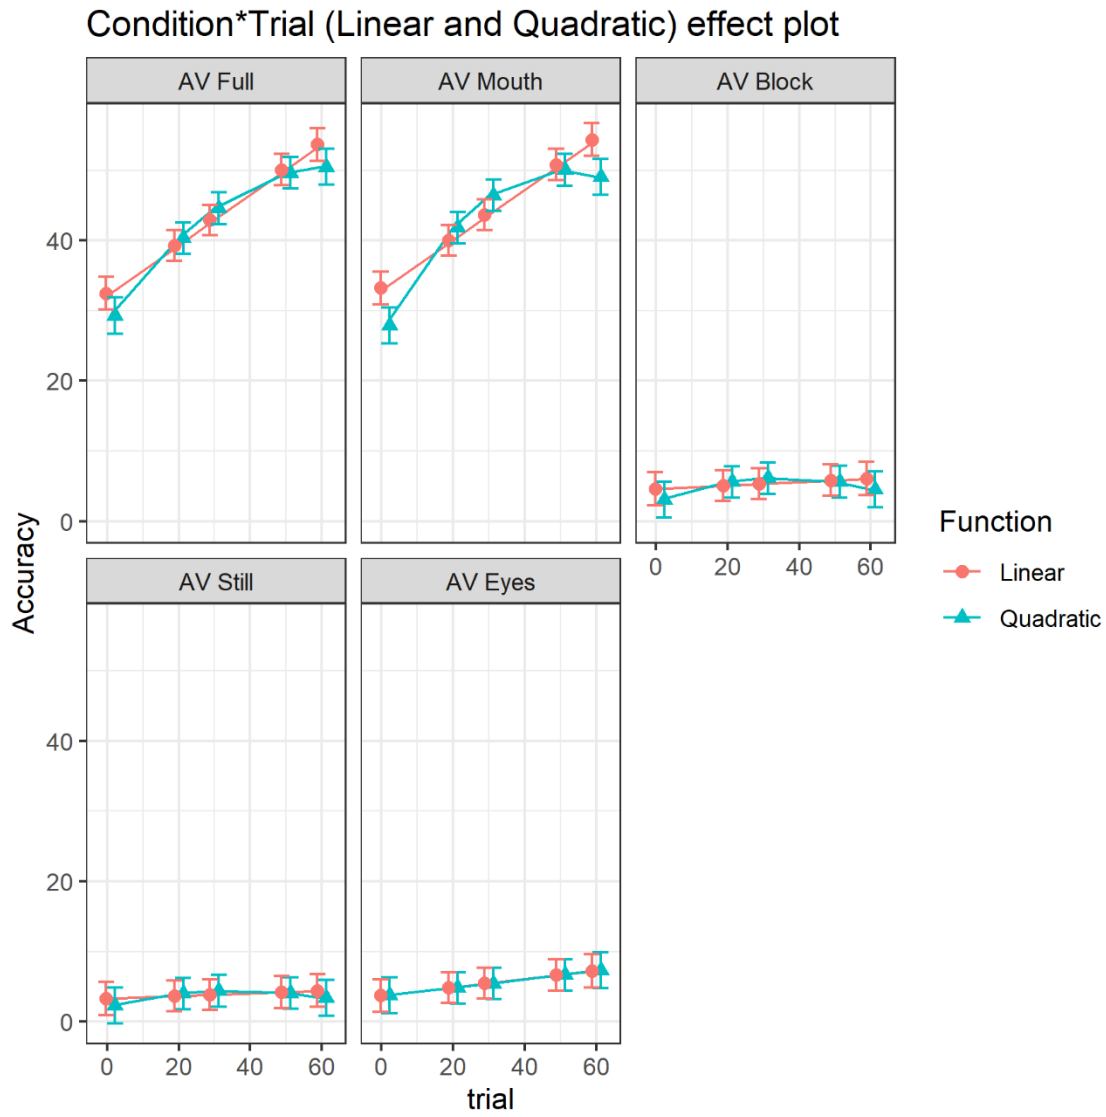 Condition*Trial (Linear and Quadratic) effect plot
AV Full
AV Mouth
AV Block
40
20
0
0 20 40 60
Accuracy
Function
Linear
Quadratic
AV Still
AV Eyes
40
20
0
0 20 40 60
0 20 40 60
trial